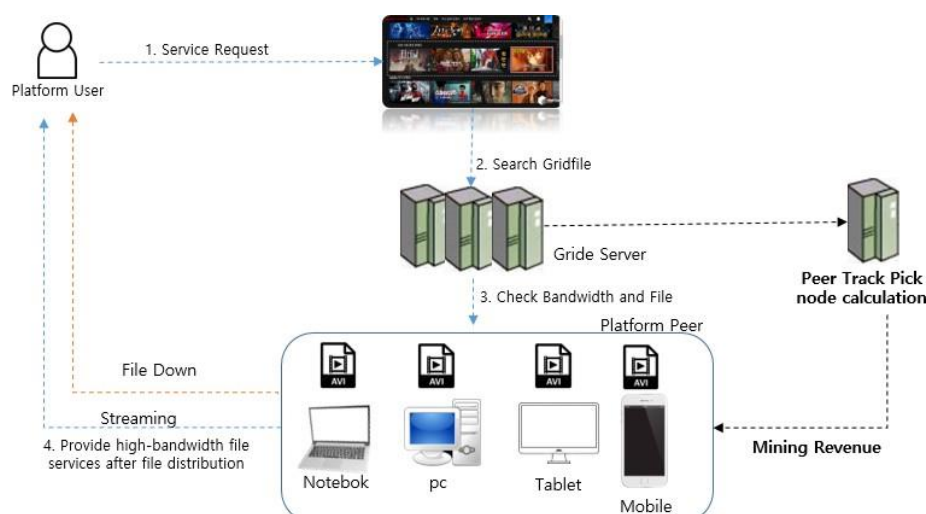 1. Service Request
Platform User
2. Search Gridfile
Gride Server
Peer Track Pick
node calculation
3. Check Bandwidth and File
Platform Peer
AVI
AVI
AVI
AVI
File Down
Streaming
4. Provide high-bandwidth file
services after file distribution
Mining Revenue
Notebok
pc
Tablet
Mobile